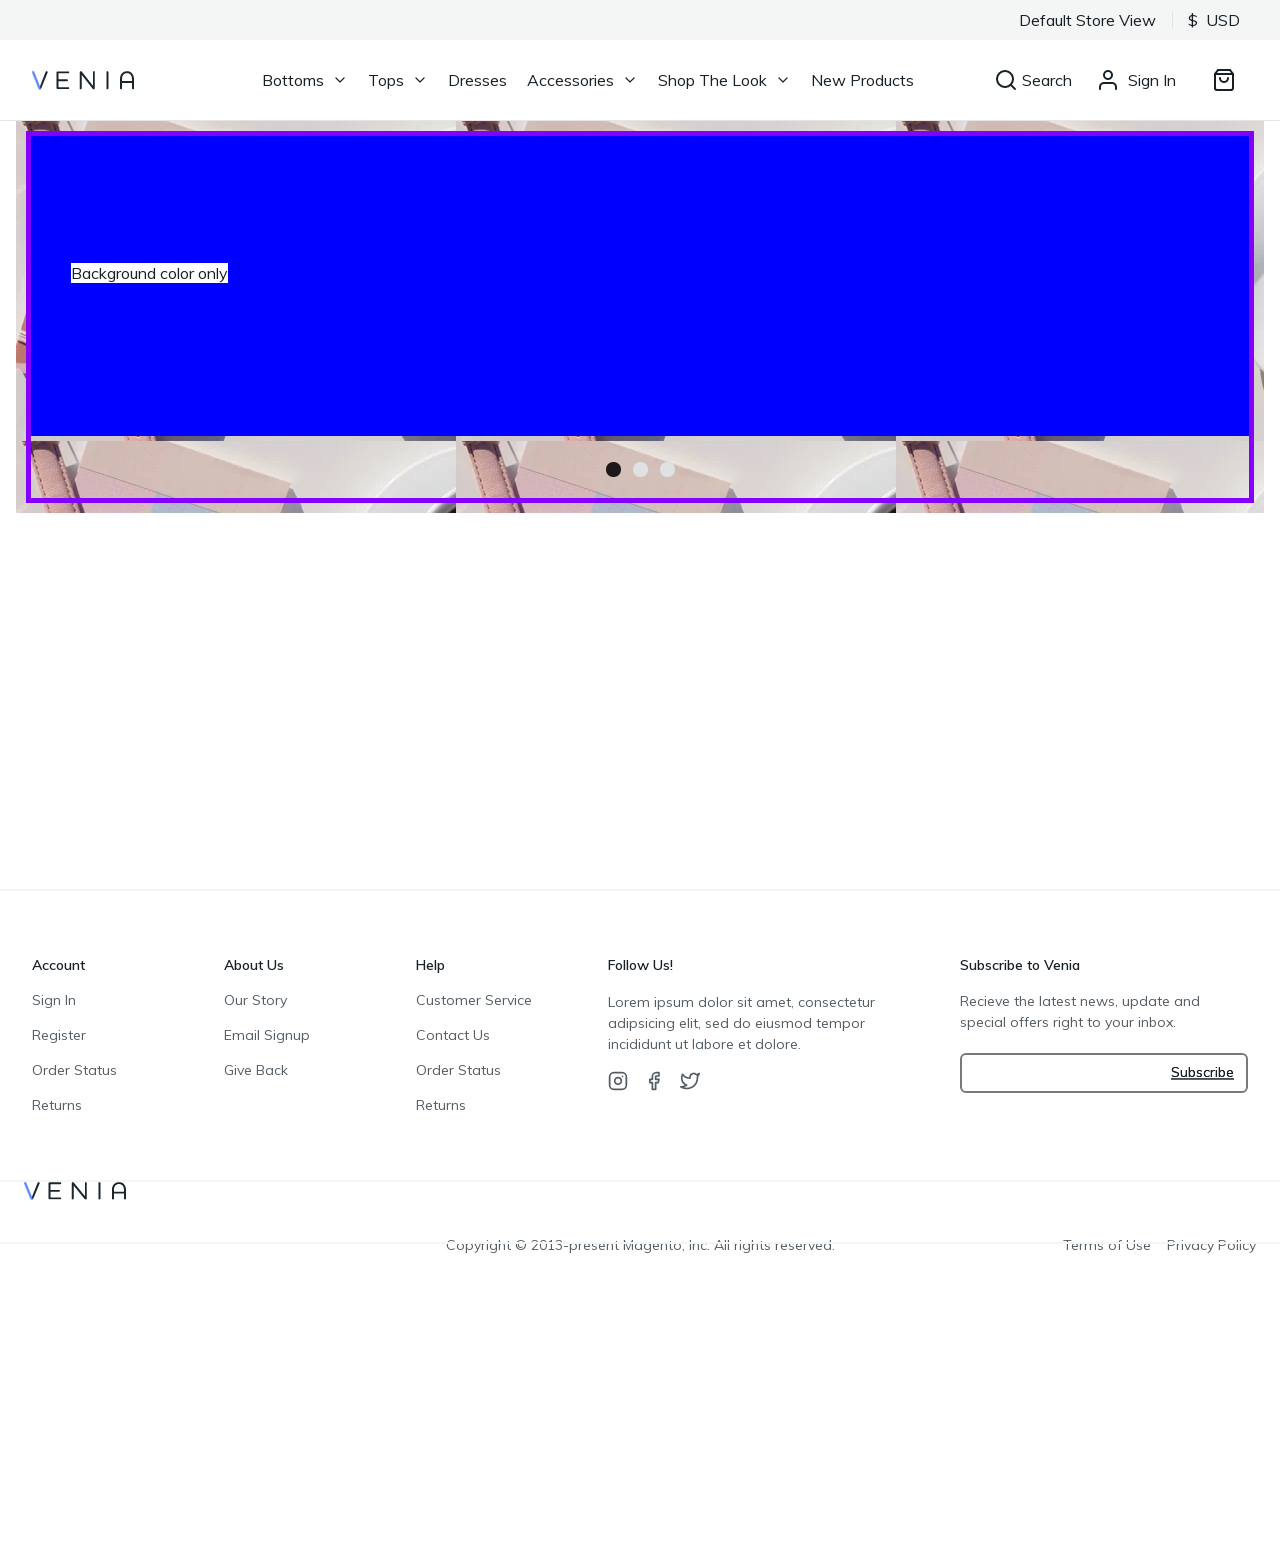 Default Store View
$ USD
VENIA
Bottoms
Tops
Dresses
Accessories
Shop The Look
New Products
Search
Sign In
Background color only
Account
Sign In
Register
Order Status
Returns
About Us
Our Story
Email Signup
Give Back
Help
Customer Service
Contact Us
Order Status
Returns
Follow Us!
Lorem ipsum dolor sit amet, consectetur
adipsicing elit, sed do eiusmod tempor
incididunt ut labore et dolore.
Subscribe to Venia
Recieve the latest news, update and
special offers right to your inbox.
Subscribe
VENIA
Copyright © 2013-present Magento, Inc. All rights reserved.
Terms of Use
Privacy Policy